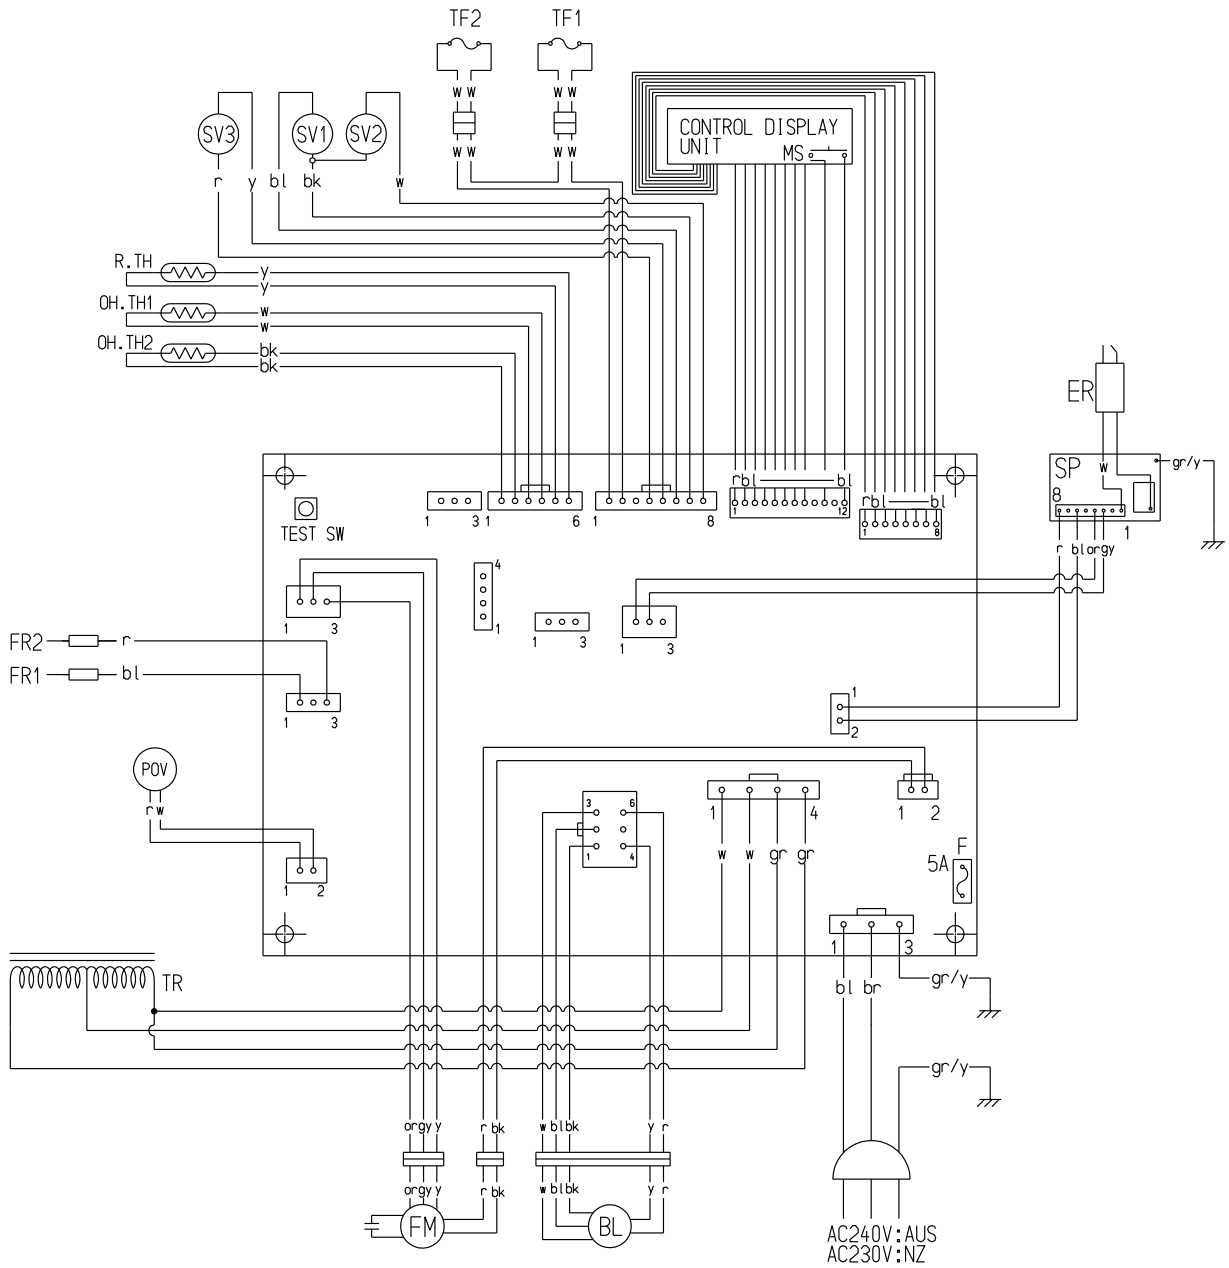 TF2 TF1
w w w w
SV3 SV1 SV2
CONTROL DISPLAY
UNIT
MS
w w w w
r y bl bk w
R.TH y
y
OH.TH1 w
w
OH.TH2 bk
bk
ER
SP w gr/y
8
1
rbl bl
1 12
rbl bl
1 8
TEST SW
1 3 1 6 1 8
r bl or gy
4
1
1 3
1 3
1 3
FR2 r
FR1 bl
1 3
1
2
POV
r w
1 2
3 6
1 4
1 4
1 2
w w gr gr
F
5A
1 3
TR
bl br
gr/y
gr/y
or gy y r bk w bl bk y r
or gy y r bk w bl bk y r
FM BL
AC240V:AUS
AC230V:NZ